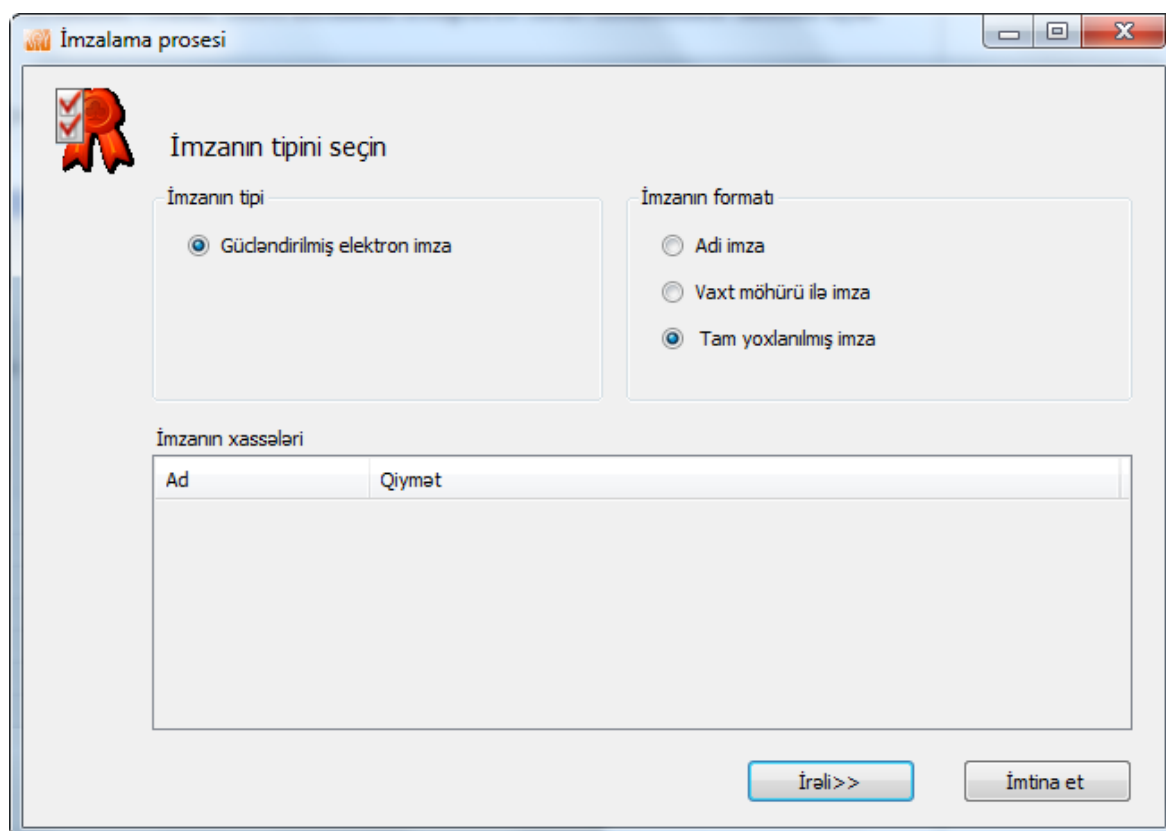 İmzalama prosesi
İmzanın tipini seçin
İmzanın tipi
Gücləndirilmiş elektron imza
İmzanın formatı
Adi imza
Vaxt möhürü ilə imza
Tam yoxlanılmış imza
İmzanın xassələri
Ad Qiymət
İrəli>> İmtina et